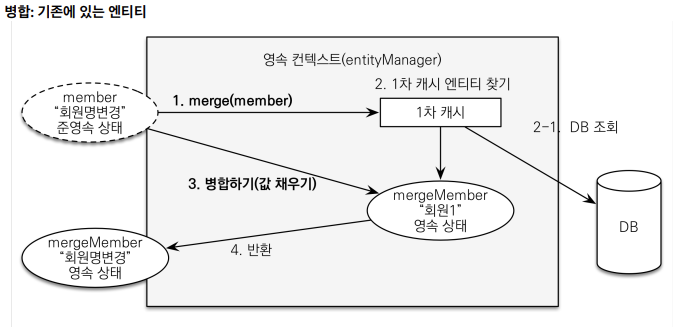 병합: 기존에 있는 엔티티
영속 컨텍스트(entityManager)
member
“회원명변경”
준영속 상태
1. merge(member)
2. 1차 캐시 엔티티 찾기
1차 캐시
2-1. DB 조회
3. 병합하기(값 채우기)
mergeMember
“회원1”
영속 상태
DB
mergeMember
“회원명변경”
영속 상태
4. 반환